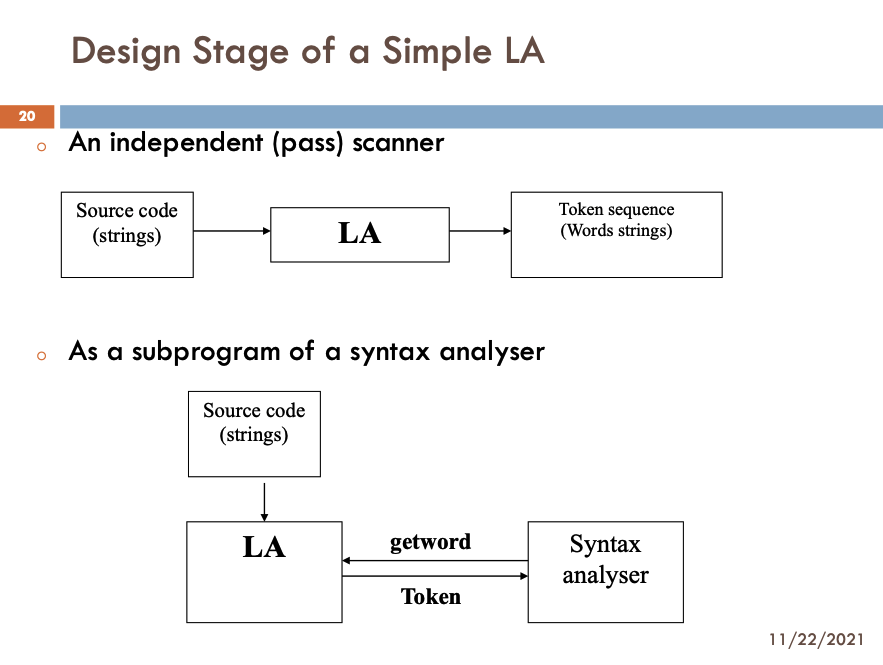 Design Stage of a Simple LA
20
An independent (pass) scanner
Source code
(strings)
LA
Token sequence
(Words strings)
As a subprogram of a syntax analyser
Source code
(strings)
LA
getword
Token
Syntax
analyser
11/22/2021